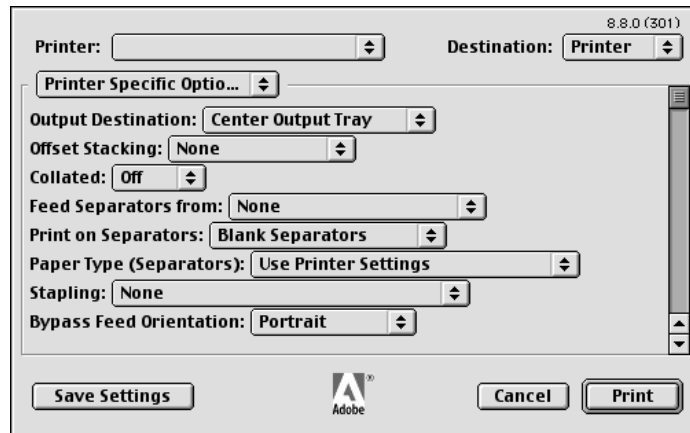 8.8.0 (301)
Printer: Destination: Printer
Printer Specific Optio...
Output Destination: Center Output Tray
Offset Stacking: None
Collated: Off
Feed Separators from: None
Print on Separators: Blank Separators
Paper Type (Separators): Use Printer Settings
Stapling: None
Bypass Feed Orientation: Portrait
Save Settings Adobe® Cancel Print